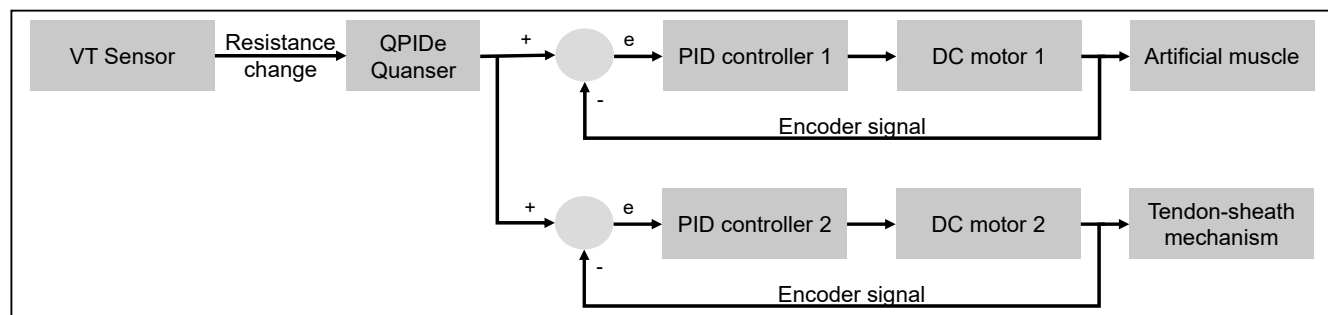 VT Sensor
Resistance
change
QPIDe
Quanser
+
e
-
PID controller 1
DC motor 1
Artificial muscle
Encoder signal
+
e
-
PID controller 2
DC motor 2
Tendon-sheath
mechanism
Encoder signal